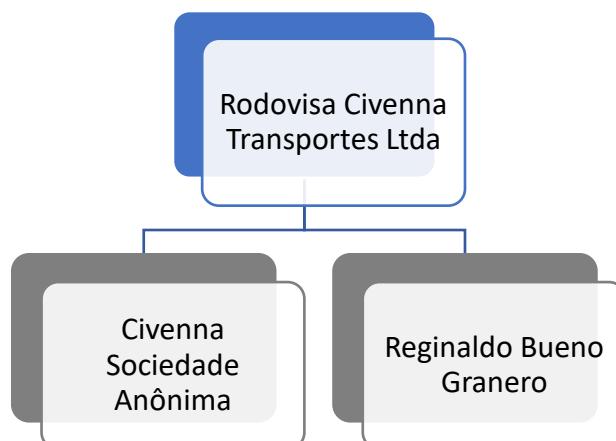 Rodovisa Civenna
Transportes Ltda
Civenna
Sociedade
Anônima
Reginaldo Bueno
Granero